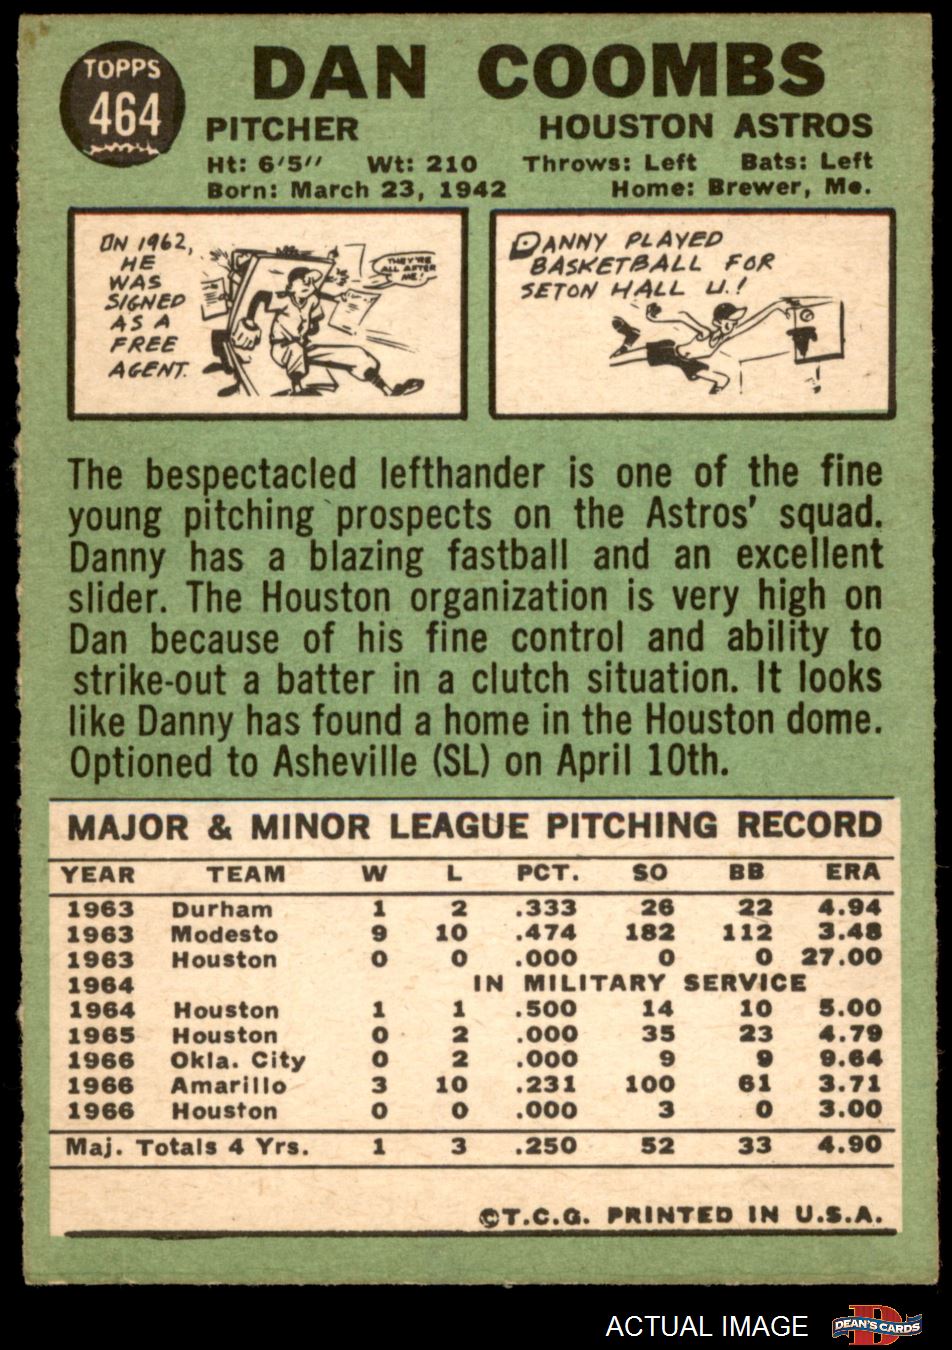 TOPPS
464
DAN COOMBS
PITCHER HOUSTON ASTROS
Ht: 6'5" Wt: 210 Throws: Left Bats: Left
Born: March 23, 1942 Home: Brewer, Me.
ON 1962,
HE
WAS
SIGNED
AS A
FREE
AGENT.
THEY'RE
ALL AFTER
ME!
DANNY PLAYED
BASKETBALL FOR
SETON HALL U.!
The bespectacled lefthander is one of the fine
young pitching prospects on the Astros' squad.
Danny has a blazing fastball and an excellent
slider. The Houston organization is very high on
Dan because of his fine control and ability to
strike-out a batter in a clutch situation. It looks
like Danny has found a home in the Houston dome.
Optioned to Asheville (SL) on April 10th.
MAJOR & MINOR LEAGUE PITCHING RECORD
YEAR TEAM W L PCT. SO BB ERA
1963 Durham 1 2 .333 26 22 4.94
1963 Modesto 9 10 .474 182 112 3.48
1963 Houston 0 0 .000 0 0 27.00
1964 IN MILITARY SERVICE
1964 Houston 1 1 .500 14 10 5.00
1965 Houston 0 2 .000 35 23 4.79
1966 Okla. City 0 2 .000 9 9 9.64
1966 Amarillo 3 10 .231 100 61 3.71
1966 Houston 0 0 .000 3 0 3.00
Maj. Totals 4 Yrs. 1 3 .250 52 33 4.90
©T.C.G. PRINTED IN U.S.A.
ACTUAL IMAGE
D
DEAN'S CARDS